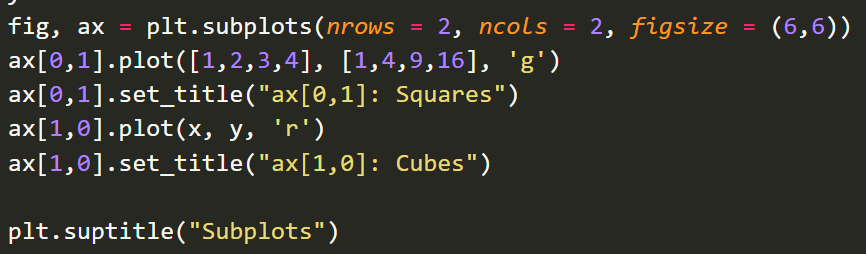 fig, ax = plt.subplots(nrows = 2, ncols = 2, figsize = (6,6))
ax[0,1].plot([1,2,3,4], [1,4,9,16], 'g')
ax[0,1].set_title("ax[0,1]: Squares")
ax[1,0].plot(x, y, 'r')
ax[1,0].set_title("ax[1,0]: Cubes")
plt.suptitle("Subplots")